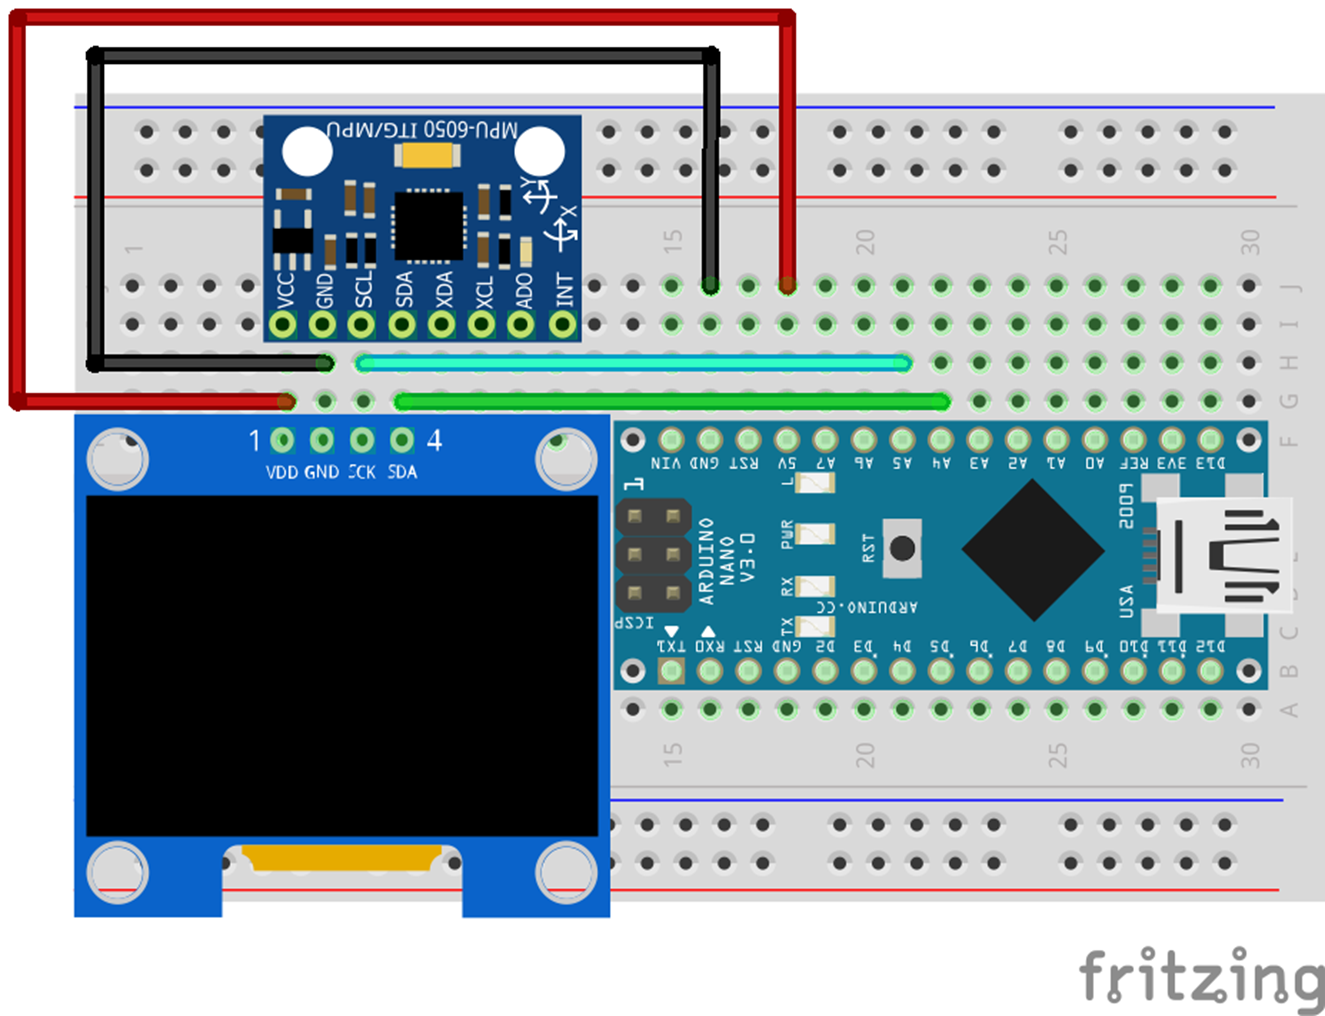 MPU-6050 ITG/MPU
Y
X
VCC GND SCL SDA XDA XCL ADO INT
1 15 20 25 30
J
I
H
G
F
1 4
VDD GND SCK SDA
VIN GND RST 5V A7 A6 A5 A4 A3 A2 A1 A0 REF 3V3 D13
1
L
PWR
RX
TX
ARDUINO
NANO
V3.0
RST
ARDUINO.CC
ICSP
2009
USA
TX1 RX0 RST GND D2 D3 D4 D5 D6 D7 D8 D9 D10 D11 D12
C
B
A
15 20 25 30
fritzing